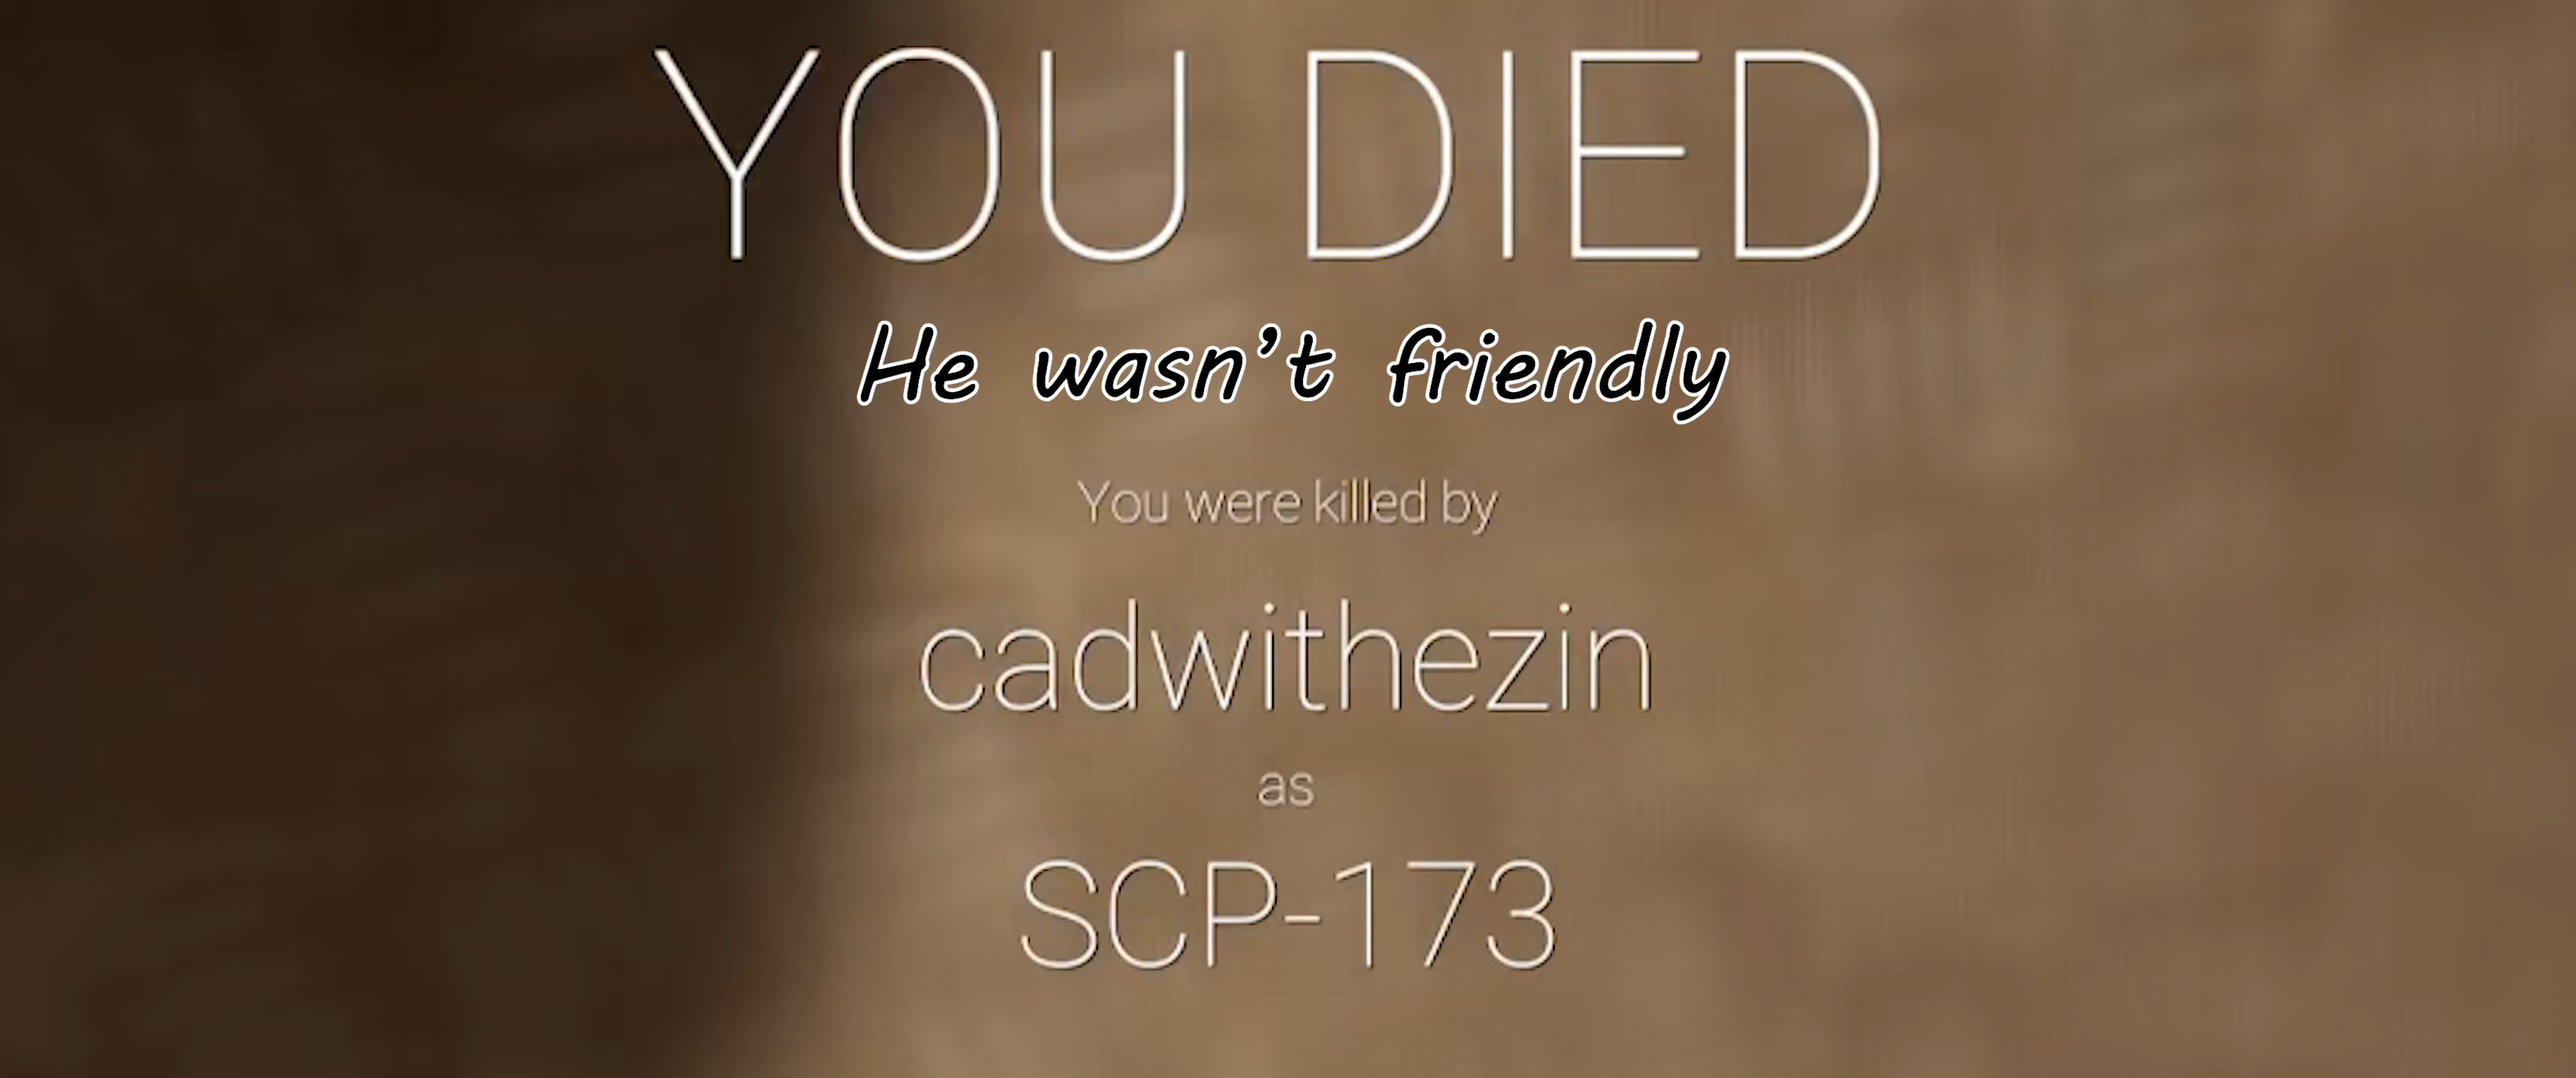 YOU DIED
He wasn’t friendly
You were killed by
cadwithezin
as
SCP-173